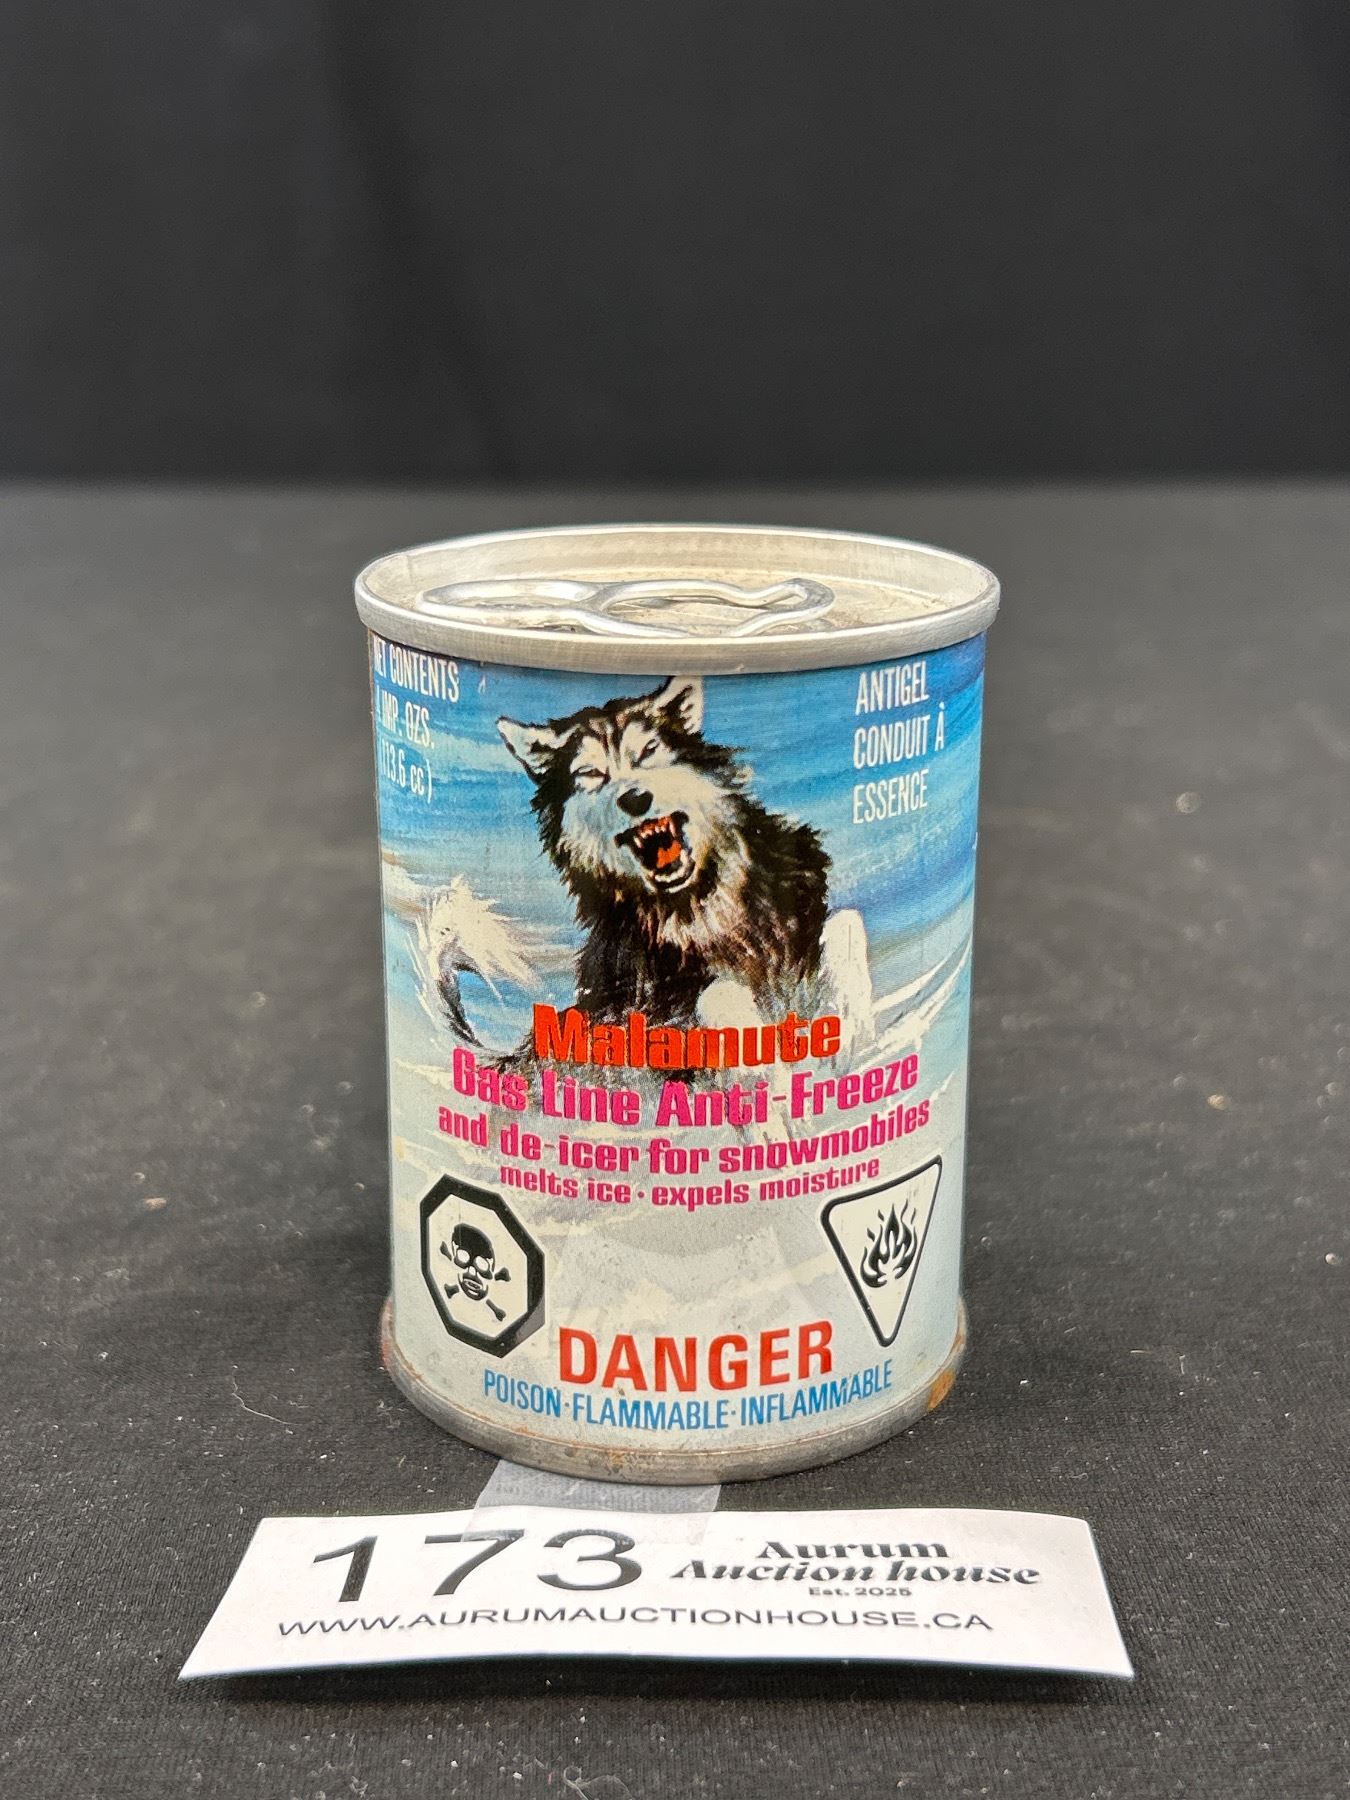 NET CONTENTS
4 IMP. OZS.
(113.6 cc)
ANTIGEL
CONDUIT À
ESSENCE
Malamute
Gas Line Anti-Freeze
and de-icer for snowmobiles
melts ice · expels moisture
DANGER
POISON·FLAMMABLE·INFLAMMABLE
173
Aurum
Auction house
Est. 2025
WWW.AURUMAUCTIONHOUSE.CA